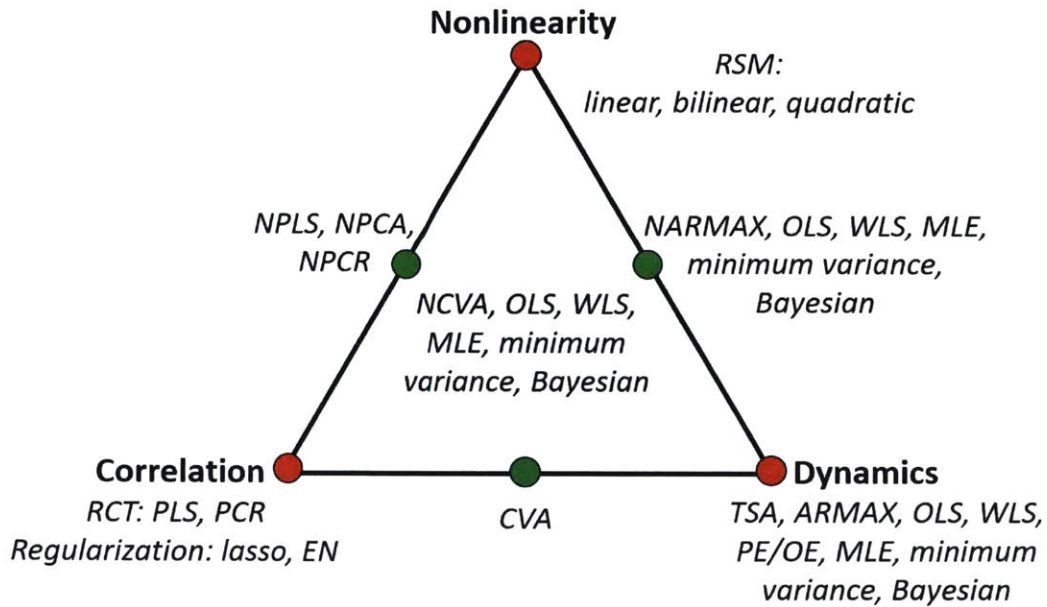 Nonlinearity
RSM:
linear, bilinear, quadratic
NPLS, NPCA,
NPCR
NARMAX, OLS, WLS, MLE,
minimum variance,
Bayesian
NCVA, OLS, WLS,
MLE, minimum
variance, Bayesian
Correlation
RCT: PLS, PCR
Regularization: lasso, EN
CVA
Dynamics
TSA, ARMAX, OLS, WLS,
PE/OE, MLE, minimum
variance, Bayesian